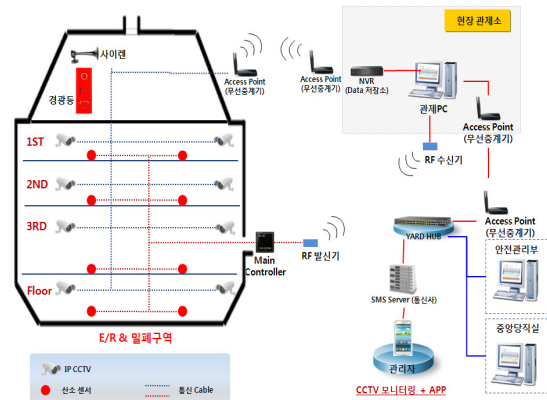 현장 관제소
사이렌
경광등
Access Point
(무선중계기)
Access Point
(무선중계기)
NVR
(Data 저장소)
관제PC
Access Point
(무선중계기)
RF 수신기
1ST
2ND
3RD
Floor
Main
Controller
RF 발신기
E/R & 밀폐구역
Access Point
(무선중계기)
YARD HUB
안전관리부
SMS Server (통신사)
중앙당직실
관리자
CCTV 모니터링 + APP
IP CCTV
산소 센서
통신 Cable